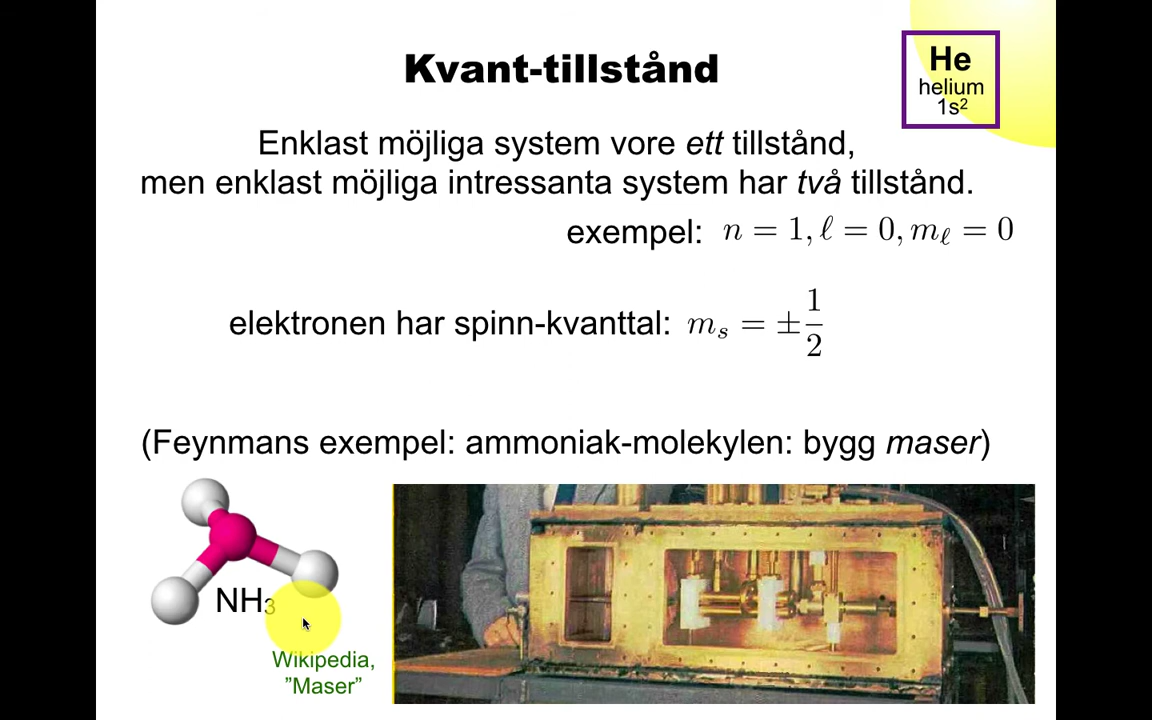 Kvant-tillstånd
He
helium
1s²
Enklast möjliga system vore ett tillstånd,
men enklast möjliga intressanta system har två tillstånd.
exempel: n = 1, ℓ = 0, mℓ = 0
elektronen har spinn-kvanttal: mₛ = ±1/2
(Feynmans exempel: ammoniak-molekylen: bygg maser)
NH₃
Wikipedia,
”Maser”